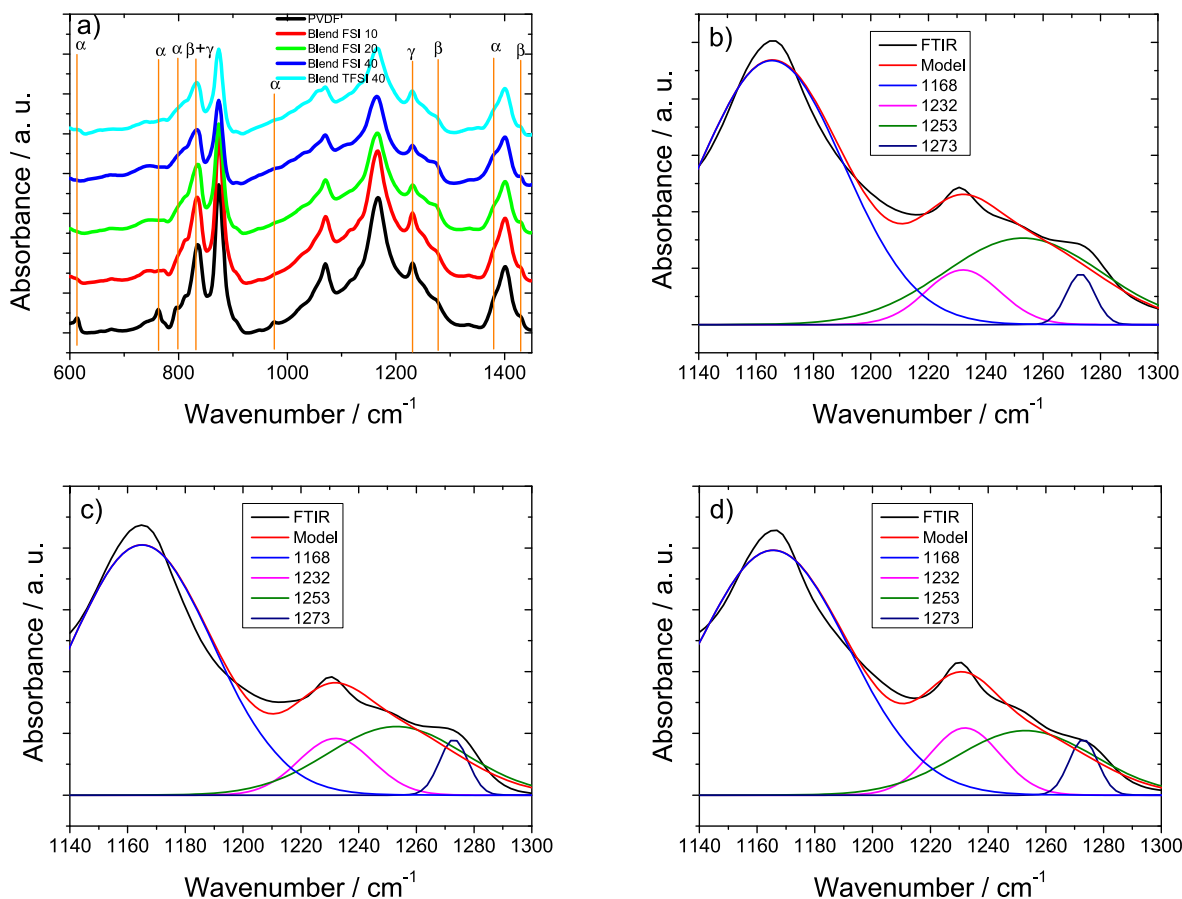 a)
PVDF
Blend FSI 10
Blend FSI 20
Blend FSI 40
Blend TFSI 40
α
α
α
β+γ
α
γ
β
α
β
Absorbance / a. u.
600
800
1000
1200
1400
Wavenumber / cm⁻¹
b)
FTIR
Model
1168
1232
1253
1273
Absorbance / a. u.
1140 1160 1180 1200 1220 1240 1260 1280 1300
Wavenumber / cm⁻¹
c)
FTIR
Model
1168
1232
1253
1273
Absorbance / a. u.
1140 1160 1180 1200 1220 1240 1260 1280 1300
Wavenumber / cm⁻¹
d)
FTIR
Model
1168
1232
1253
1273
Absorbance / a. u.
1140 1160 1180 1200 1220 1240 1260 1280 1300
Wavenumber / cm⁻¹